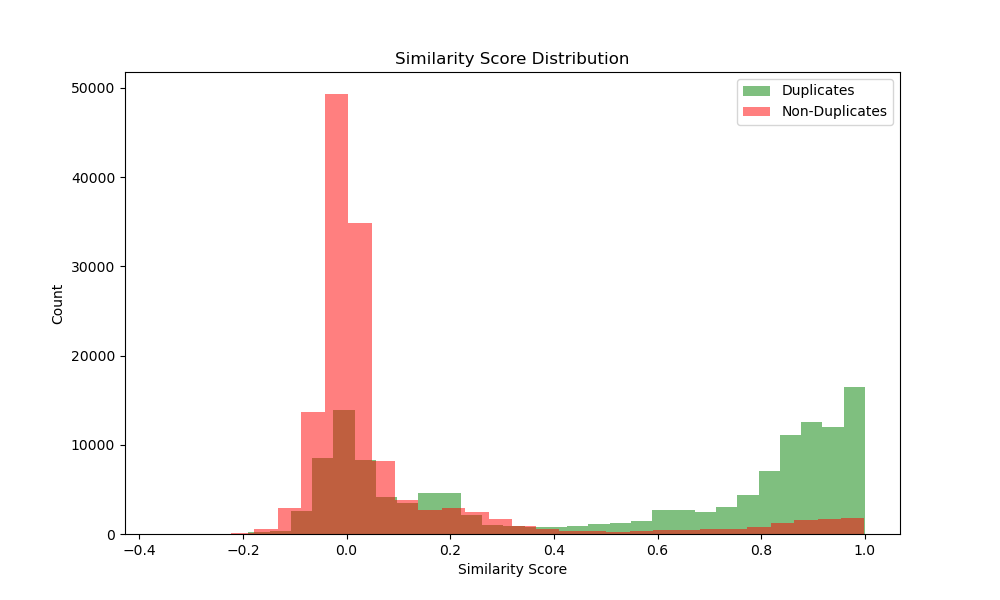 Similarity Score Distribution
Duplicates
Non-Duplicates
Count
50000
40000
30000
20000
10000
0
−0.4 −0.2 0.0 0.2 0.4 0.6 0.8 1.0
Similarity Score